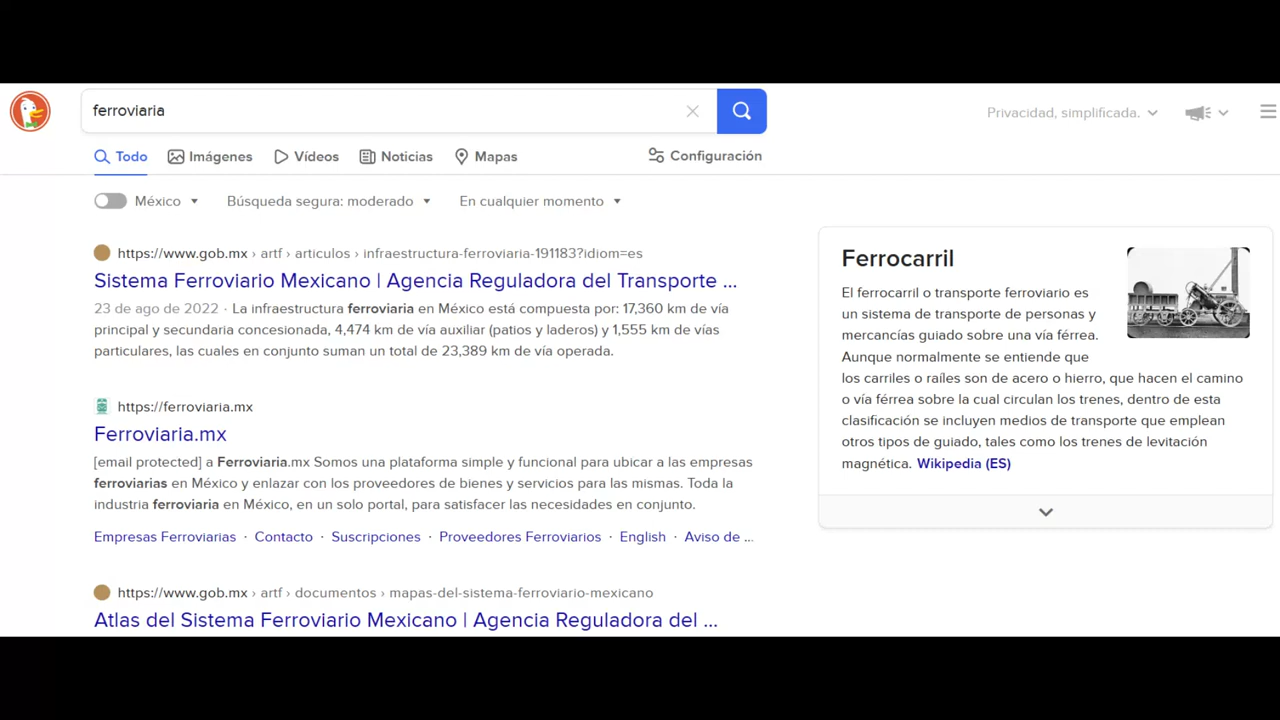 ferroviaria
Privacidad, simplificada.
Todo Imágenes Vídeos Noticias Mapas Configuración
México Búsqueda segura: moderado En cualquier momento
https://www.gob.mx › artf › articulos › infraestructura-ferroviaria-191183?idiom=es
Sistema Ferroviario Mexicano | Agencia Reguladora del Transporte ...
23 de ago de 2022 · La infraestructura ferroviaria en México está compuesta por: 17,360 km de vía
principal y secundaria concesionada, 4,474 km de vía auxiliar (patios y laderos) y 1,555 km de vías
particulares, las cuales en conjunto suman un total de 23,389 km de vía operada.
https://ferroviaria.mx
Ferroviaria.mx
[email protected] a Ferroviaria.mx Somos una plataforma simple y funcional para ubicar a las empresas
ferroviarias en México y enlazar con los proveedores de bienes y servicios para las mismas. Toda la
industria ferroviaria en México, en un solo portal, para satisfacer las necesidades en conjunto.
Empresas Ferroviarias · Contacto · Suscripciones · Proveedores Ferroviarios · English · Aviso de ...
https://www.gob.mx › artf › documentos › mapas-del-sistema-ferroviario-mexicano
Atlas del Sistema Ferroviario Mexicano | Agencia Reguladora del ...
Ferrocarril
El ferrocarril o transporte ferroviario es
un sistema de transporte de personas y
mercancías guiado sobre una vía férrea.
Aunque normalmente se entiende que
los carriles o raíles son de acero o hierro, que hacen el camino
o vía férrea sobre la cual circulan los trenes, dentro de esta
clasificación se incluyen medios de transporte que emplean
otros tipos de guiado, tales como los trenes de levitación
magnética. Wikipedia (ES)